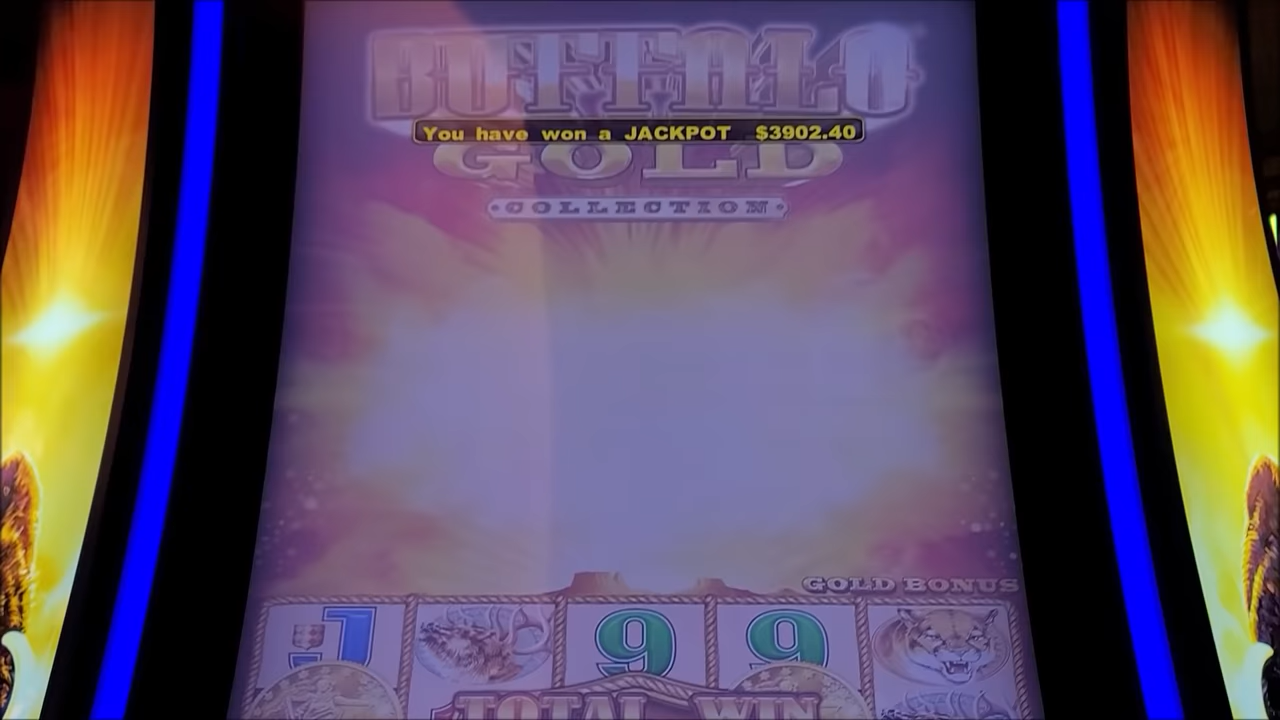 BUFFALO
You have won a JACKPOT $3902.40
GOLD
COLLECTION
GOLD BONUS
J 9 9
TOTAL WIN